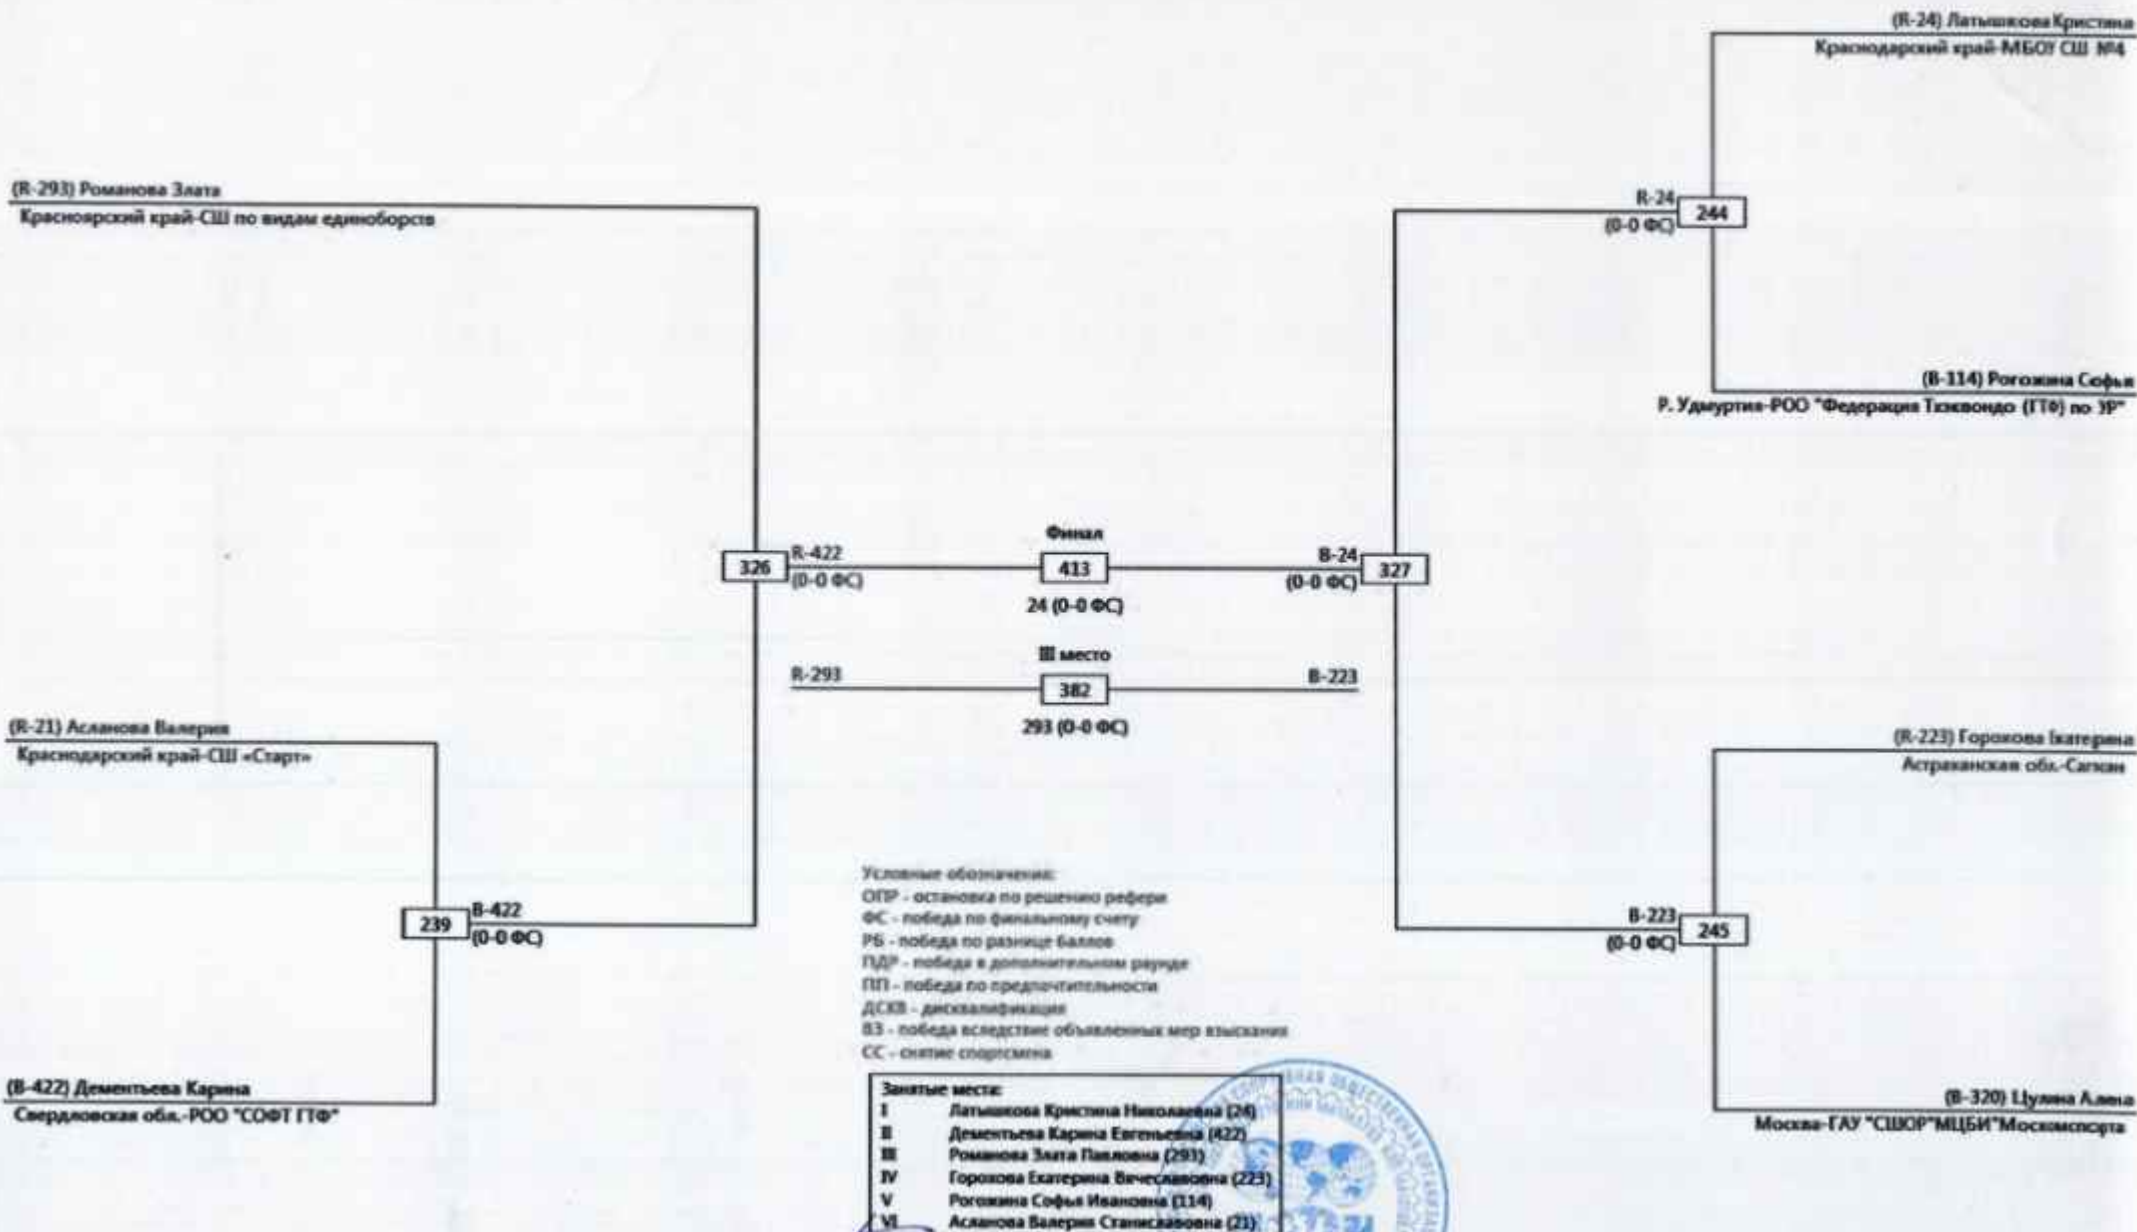 (R-24) Латышкова Кристина
Краснодарский край-МБОУ СШ №4
(R-293) Романова Злата
Красноярский край-СШ по видам единоборств
R-24
(0-0 ФС)
244
(B-114) Рогожина Софья
Р. Удмуртия-РОО "Федерация Тхэквондо (ГТФ) по УР"
Финал
326
R-422
(0-0 ФС)
413
B-24
(0-0 ФС)
327
24 (0-0 ФС)
III место
R-293
382
B-223
293 (0-0 ФС)
(R-21) Асланова Валерия
Краснодарский край-СШ «Старт»
(R-223) Горохова Екатерина
Астраханская обл.-Сагман
239
B-422
(0-0 ФС)
B-223
(0-0 ФС)
245
Условные обозначения:
ОПР - остановка по решению рефери
ФС - победа по финальному счету
РБ - победа по разнице баллов
ПДР - победа в дополнительном раунде
ПП - победа по предпочтительности
ДСКВ - дисквалификация
ВЗ - победа вследствие объявленных мер взыскания
СС - снятие спортсмена
(B-422) Дементьева Карина
Свердловская обл.-РОО "СОФТ ГТФ"
(B-320) Цулина Алена
Москва-ГАУ "СШОР"МЦБИ"Москомспорта
Занятые места:
I Латышкова Кристина Николаевна (24)
II Дементьева Карина Евгеньевна (422)
III Романова Злата Павловна (293)
IV Горохова Екатерина Вячеславовна (223)
V Рогожина Софья Ивановна (114)
VI Асланова Валерия Станиславовна (21)